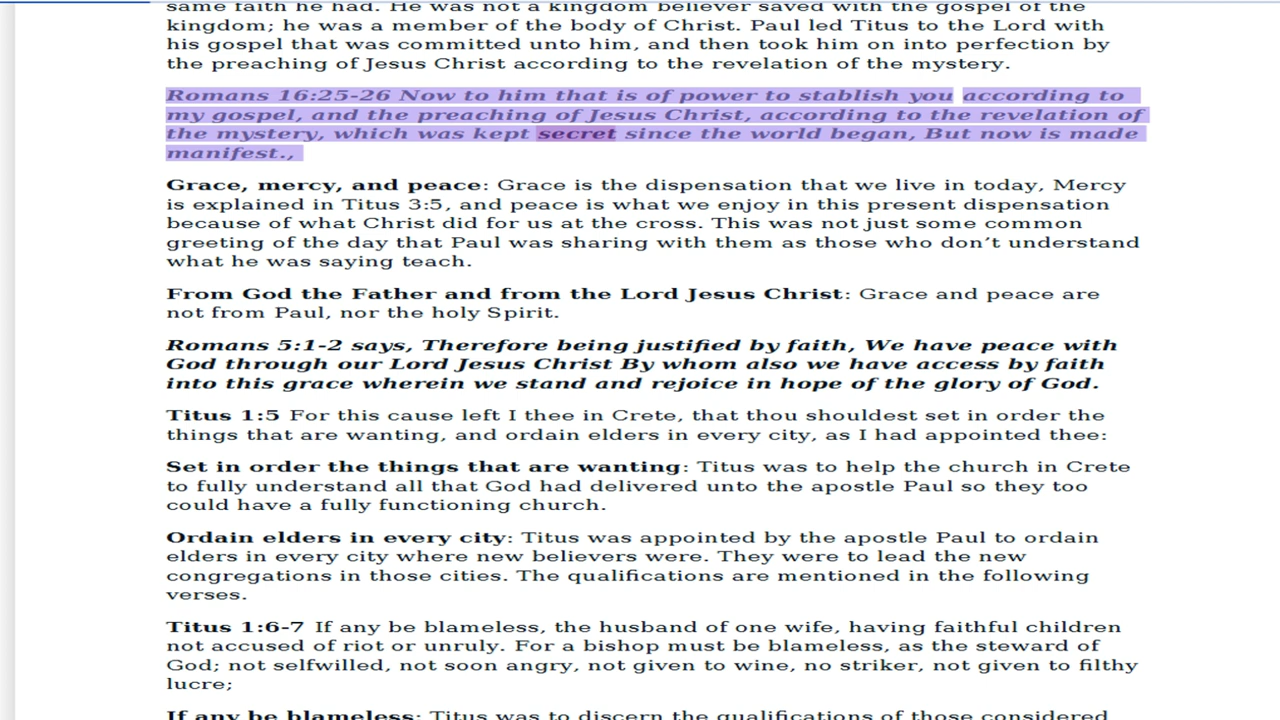 same faith he had. He was not a kingdom believer saved with the gospel of the
kingdom; he was a member of the body of Christ. Paul led Titus to the Lord with
his gospel that was committed unto him, and then took him on into perfection by
the preaching of Jesus Christ according to the revelation of the mystery.
Romans 16:25-26 Now to him that is of power to stablish you according to
my gospel, and the preaching of Jesus Christ, according to the revelation of
the mystery, which was kept secret since the world began, But now is made
manifest.,
Grace, mercy, and peace: Grace is the dispensation that we live in today, Mercy
is explained in Titus 3:5, and peace is what we enjoy in this present dispensation
because of what Christ did for us at the cross. This was not just some common
greeting of the day that Paul was sharing with them as those who don’t understand
what he was saying teach.
From God the Father and from the Lord Jesus Christ: Grace and peace are
not from Paul, nor the holy Spirit.
Romans 5:1-2 says, Therefore being justified by faith, We have peace with
God through our Lord Jesus Christ By whom also we have access by faith
into this grace wherein we stand and rejoice in hope of the glory of God.
Titus 1:5 For this cause left I thee in Crete, that thou shouldest set in order the
things that are wanting, and ordain elders in every city, as I had appointed thee:
Set in order the things that are wanting: Titus was to help the church in Crete
to fully understand all that God had delivered unto the apostle Paul so they too
could have a fully functioning church.
Ordain elders in every city: Titus was appointed by the apostle Paul to ordain
elders in every city where new believers were. They were to lead the new
congregations in those cities. The qualifications are mentioned in the following
verses.
Titus 1:6-7 If any be blameless, the husband of one wife, having faithful children
not accused of riot or unruly. For a bishop must be blameless, as the steward of
God; not selfwilled, not soon angry, not given to wine, no striker, not given to filthy
lucre;
If any be blameless: Titus was to discern the qualifications of those considered